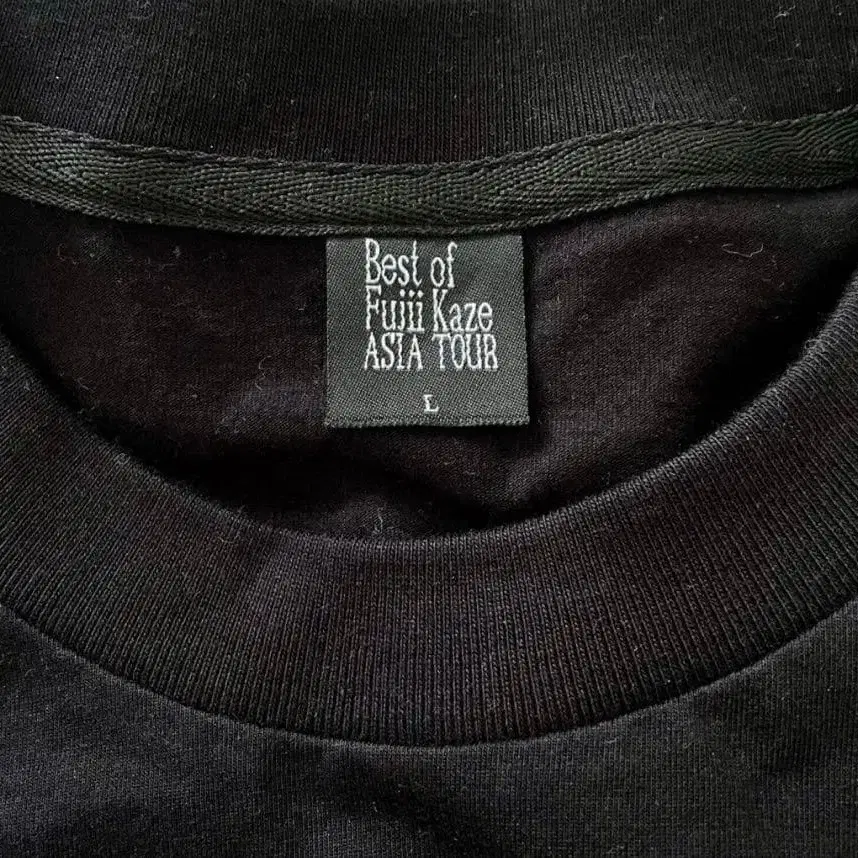 Best of
Fujii Kaze
ASIA TOUR
L